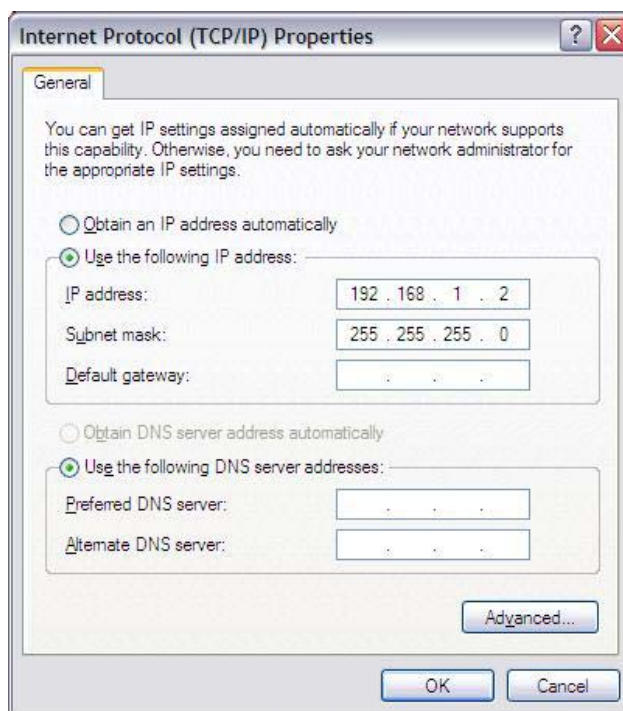 Internet Protocol (TCP/IP) Properties
General
You can get IP settings assigned automatically if your network supports
this capability. Otherwise, you need to ask your network administrator for
the appropriate IP settings.
Obtain an IP address automatically
Use the following IP address:
IP address: 192 . 168 . 1 . 2
Subnet mask: 255 . 255 . 255 . 0
Default gateway: . . .
Obtain DNS server address automatically
Use the following DNS server addresses:
Preferred DNS server: . . .
Alternate DNS server: . . .
Advanced...
OK Cancel